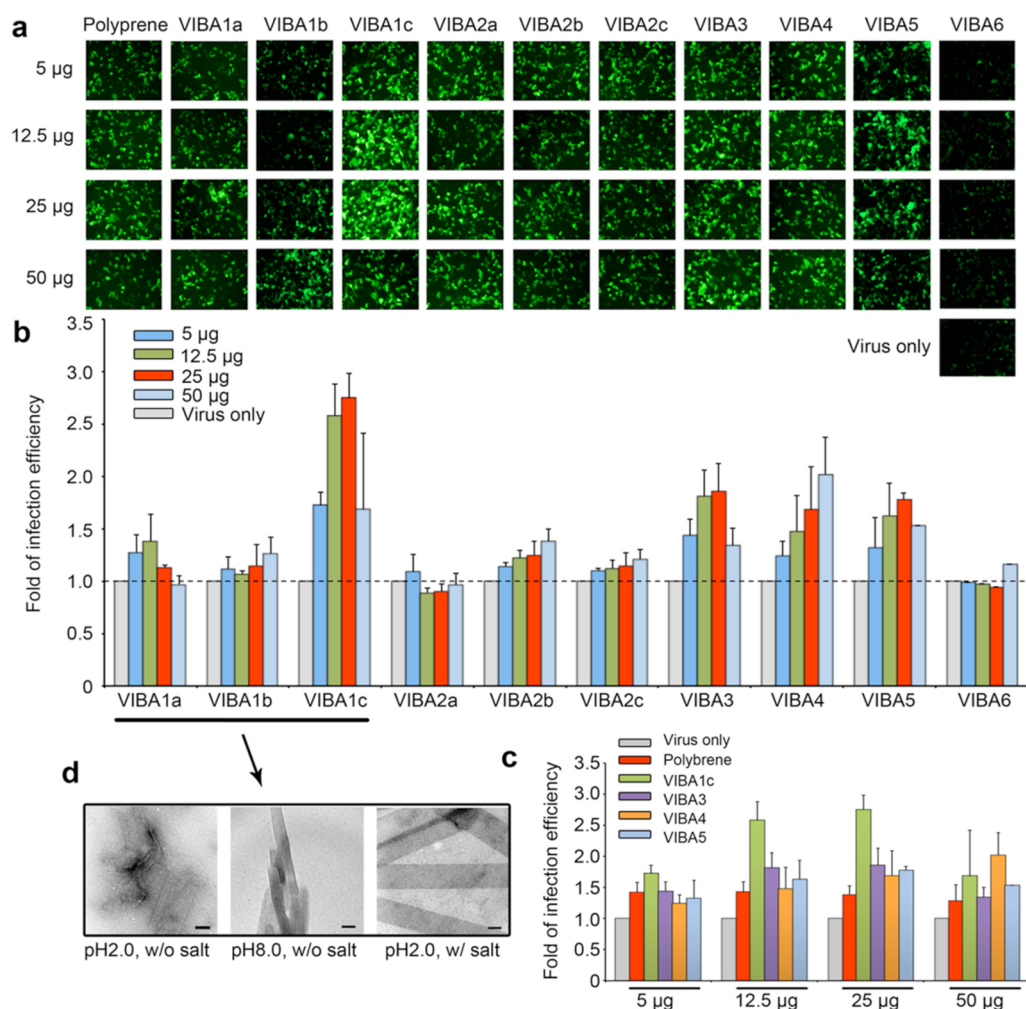 a
Polyprene VIBA1a VIBA1b VIBA1c VIBA2a VIBA2b VIBA2c VIBA3 VIBA4 VIBA5 VIBA6
5 µg
12.5 µg
25 µg
50 µg
Virus only
b
Fold of infection efficiency
3.5
3.0
2.5
2.0
1.5
1.0
0.5
0
5 µg
12.5 µg
25 µg
50 µg
Virus only
VIBA1a VIBA1b VIBA1c VIBA2a VIBA2b VIBA2c VIBA3 VIBA4 VIBA5 VIBA6
d
pH2.0, w/o salt pH8.0, w/o salt pH2.0, w/ salt
c
Fold of infection efficiency
3.5
3.0
2.5
2.0
1.5
1.0
0.5
0
Virus only
Polybrene
VIBA1c
VIBA3
VIBA4
VIBA5
5 µg 12.5 µg 25 µg 50 µg